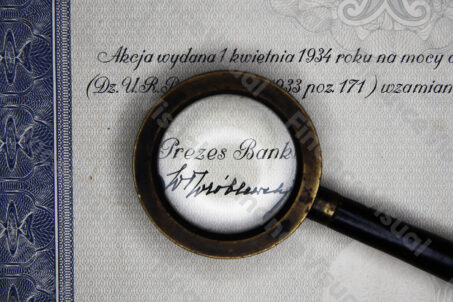 Akcja wydana 1 kwietnia 1934 roku na mocy
(Dz. U. R. 1933 poz. 171) wzamian
Prezes Bank